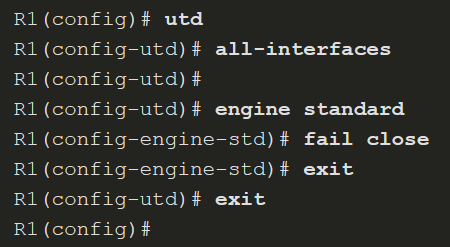 R1(config)# utd
R1(config-utd)# all-interfaces
R1(config-utd)#
R1(config-utd)# engine standard
R1(config-engine-std)# fail close
R1(config-engine-std)# exit
R1(config-utd)# exit
R1(config)#